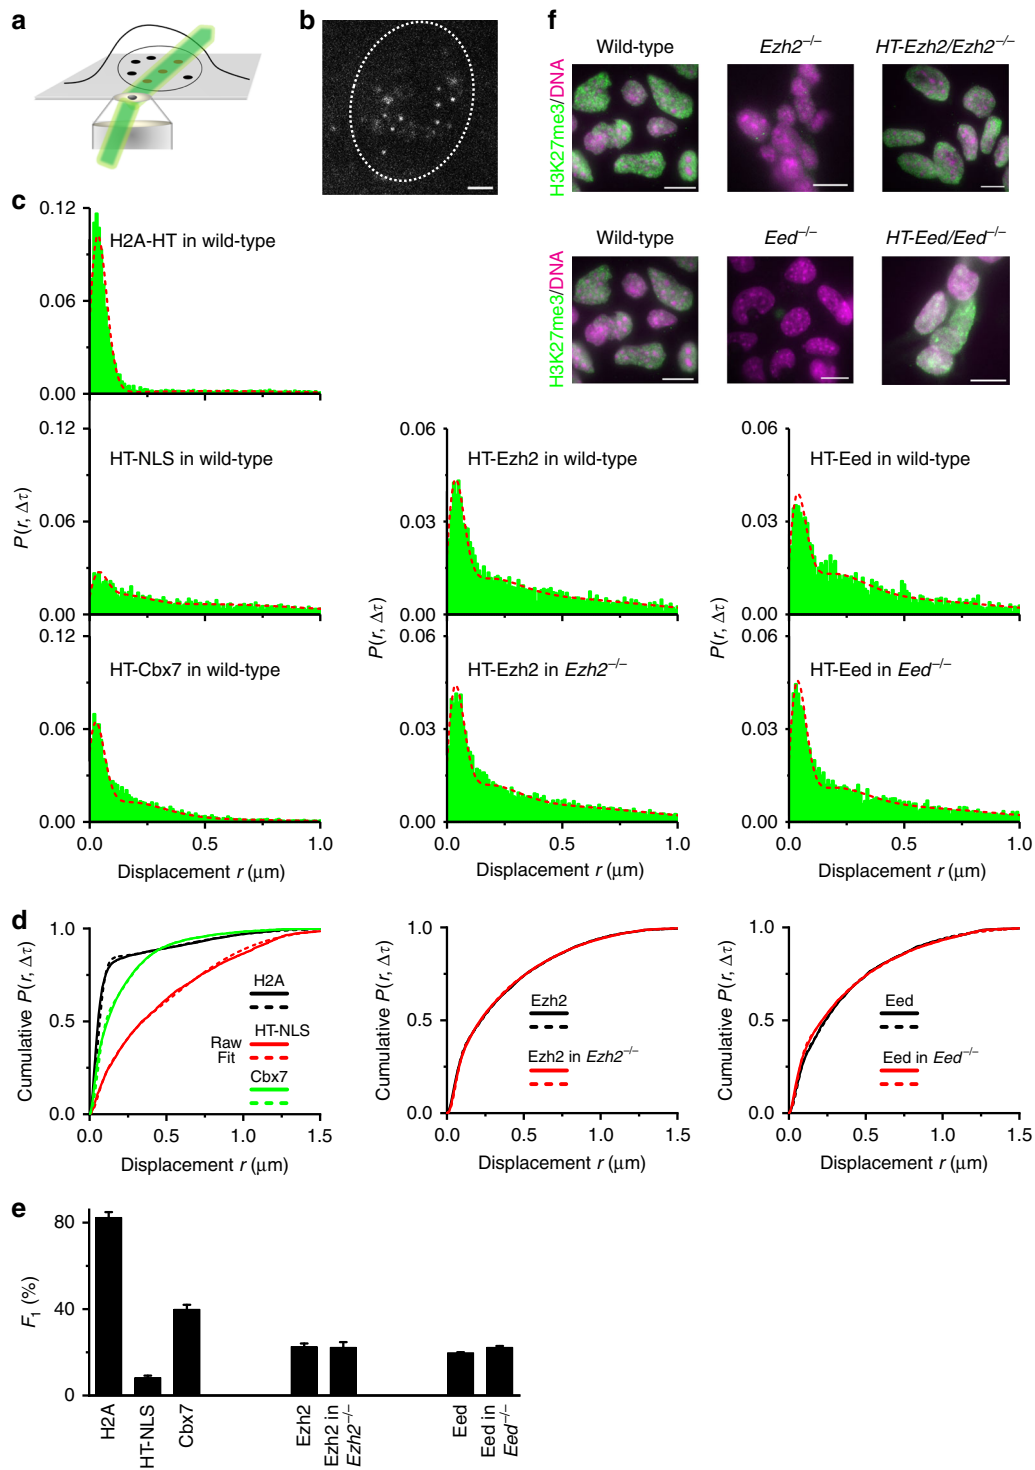 a
b
f
Wild-type
Ezh2−/−
HT-Ezh2/Ezh2−/−
H3K27me3/DNA
Wild-type
Eed−/−
HT-Eed/Eed−/−
H3K27me3/DNA
c
0.12
0.06
0.00
H2A-HT in wild-type
0.12
0.06
0.00
HT-NLS in wild-type
P(r, Δτ)
0.06
0.03
0.00
HT-Ezh2 in wild-type
P(r, Δτ)
0.06
0.03
0.00
HT-Eed in wild-type
P(r, Δτ)
0.12
0.06
0.00
HT-Cbx7 in wild-type
0.0 0.5 1.0
Displacement r (μm)
0.06
0.03
0.00
HT-Ezh2 in Ezh2−/−
0.0 0.5 1.0
Displacement r (μm)
0.06
0.03
0.00
HT-Eed in Eed−/−
0.0 0.5 1.0
Displacement r (μm)
d
Cumulative P(r, Δτ)
1.0
0.5
0.0
H2A
HT-NLS
Raw
Fit
Cbx7
0.0 0.5 1.0 1.5
Displacement r (μm)
Cumulative P(r, Δτ)
1.0
0.5
0.0
Ezh2
Ezh2 in Ezh2−/−
0.0 0.5 1.0 1.5
Displacement r (μm)
Cumulative P(r, Δτ)
1.0
0.5
0.0
Eed
Eed in Eed−/−
0.0 0.5 1.0 1.5
Displacement r (μm)
e
F1 (%)
80
40
0
H2A
HT-NLS
Cbx7
Ezh2
Ezh2 in
Ezh2−/−
Eed
Eed in
Eed−/−